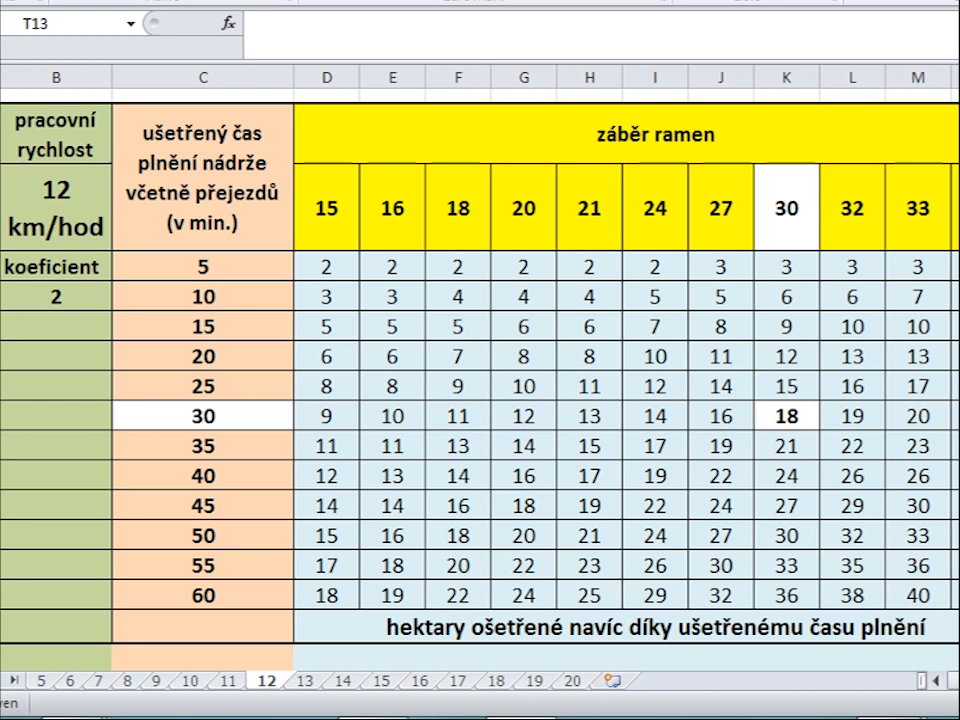 T13 fx
B C D E F G H I J K L M
pracovní
rychlost
ušetřený čas
plnění nádrže
včetně přejezdů
(v min.)
záběr ramen
12
km/hod
15 16 18 20 21 24 27 30 32 33
koeficient 5 2 2 2 2 2 2 3 3 3 3
2 10 3 3 4 4 4 5 5 6 6 7
15 5 5 5 6 6 7 8 9 10 10
20 6 6 7 8 8 10 11 12 13 13
25 8 8 9 10 11 12 14 15 16 17
30 9 10 11 12 13 14 16 18 19 20
35 11 11 13 14 15 17 19 21 22 23
40 12 13 14 16 17 19 22 24 26 26
45 14 14 16 18 19 22 24 27 29 30
50 15 16 18 20 21 24 27 30 32 33
55 17 18 20 22 23 26 30 33 35 36
60 18 19 22 24 25 29 32 36 38 40
hektary ošetřené navíc díky ušetřenému času plnění
5 6 7 8 9 10 11 12 13 14 15 16 17 18 19 20